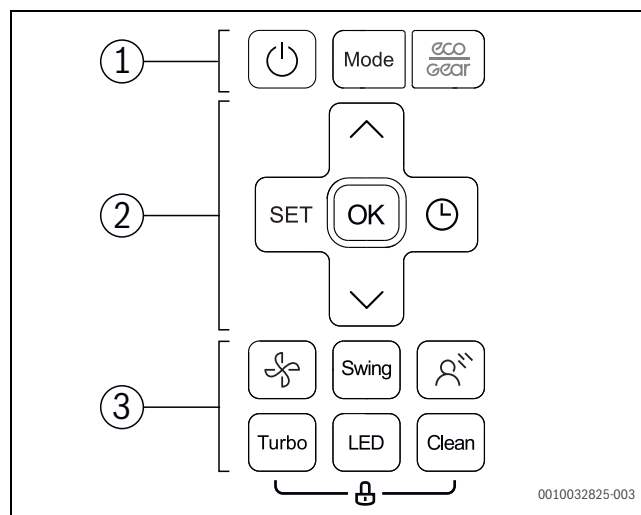 1
Mode
eco
Gear
2
SET
OK
3
Swing
Turbo
LED
Clean
0010032825-003